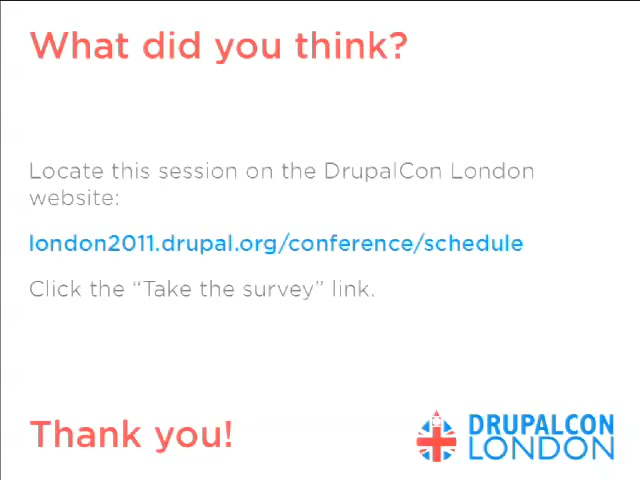 What did you think?
Locate this session on the DrupalCon London
website:
london2011.drupal.org/conference/schedule
Click the “Take the survey” link.
Thank you!
DRUPALCON
LONDON